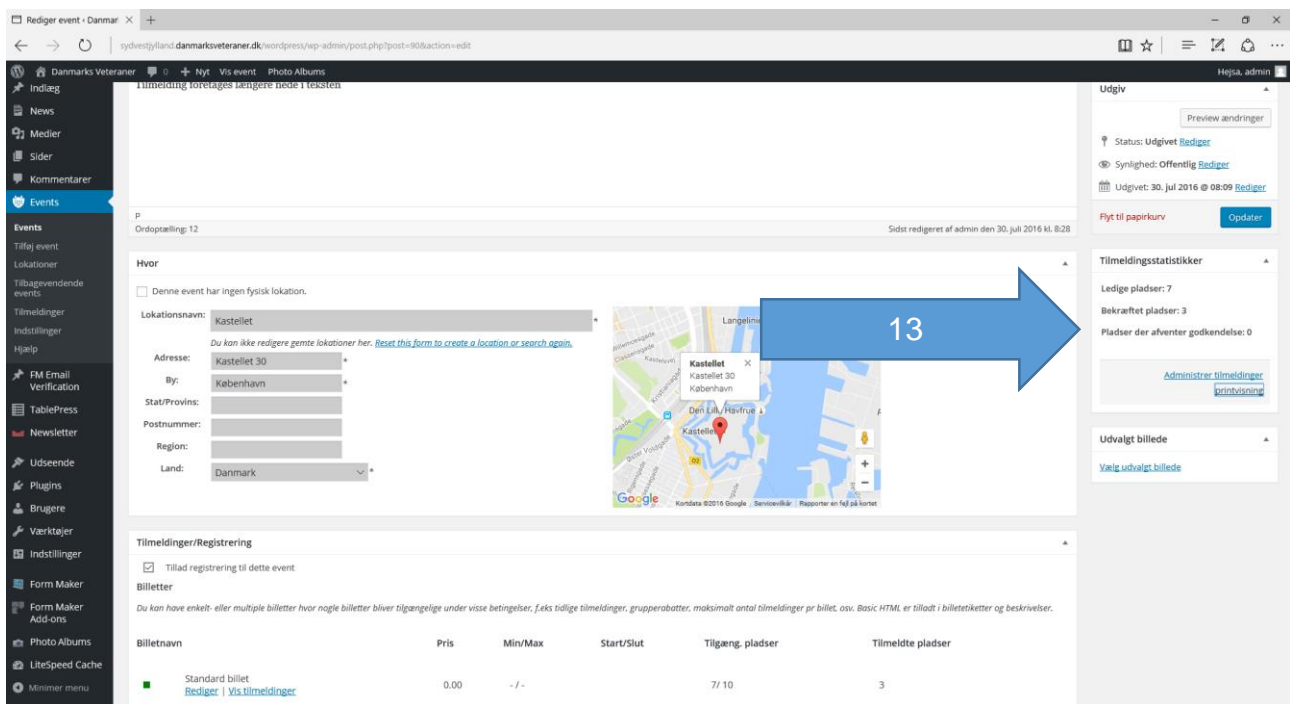 Rediger event ‹ Danmar
sydvestjylland.danmarksveteraner.dk/wordpress/wp-admin/post.php?post=90&action=edit
Danmarks Veteraner 0 + Nyt Vis event Photo Albums
Hejsa, admin
Indlæg
News
Medier
Sider
Kommentarer
Events
Events
Tilføj event
Lokationer
Tilbagevendende
events
Tilmeldinger
Indstillinger
Hjælp
FM Email
Verification
TablePress
Newsletter
Udseende
Plugins
Brugere
Værktøjer
Indstillinger
Form Maker
Form Maker
Add-ons
Photo Albums
LiteSpeed Cache
Minimer menu
Tilmelding foretages længere nede i teksten
P
Ordoptælling: 12
Sidst redigeret af admin den 30. juli 2016 kl. 8:28
Hvor
Denne event har ingen fysisk lokation.
Lokationsnavn: Kastellet *
Du kan ikke redigere gemte lokationer her. Reset this form to create a location or search again.
Adresse: Kastellet 30 *
By: København *
Stat/Provins:
Postnummer:
Region:
Land: Danmark *
Langelini
Kastellet
Kastellet 30
København
Den Lille Havfrue
Kastellet
O2
Google
Kortdata ©2016 Google Servicevilkår Rapporter en fejl på kortet
13
Tilmeldinger/Registrering
Tillad registrering til dette event
Billetter
Du kan have enkelt- eller multiple billetter hvor nogle billetter bliver tilgængelige under visse betingelser, f.eks tidlige tilmeldinger, grupperabatter, maksimalt antal tilmeldinger pr billet, osv. Basic HTML er tilladt i billetetiketter og beskrivelser.
Billetnavn Pris Min/Max Start/Slut Tilgæng. pladser Tilmeldte pladser
Standard billet 0.00 - / - 7/ 10 3
Rediger | Vis tilmeldinger
Udgiv
Preview ændringer
Status: Udgivet Rediger
Synlighed: Offentlig Rediger
Udgivet: 30. jul 2016 @ 08:09 Rediger
Flyt til papirkurv
Opdater
Tilmeldingsstatistikker
Ledige pladser: 7
Bekræftet pladser: 3
Pladser der afventer godkendelse: 0
Administrer tilmeldinger
printvisning
Udvalgt billede
Vælg udvalgt billede